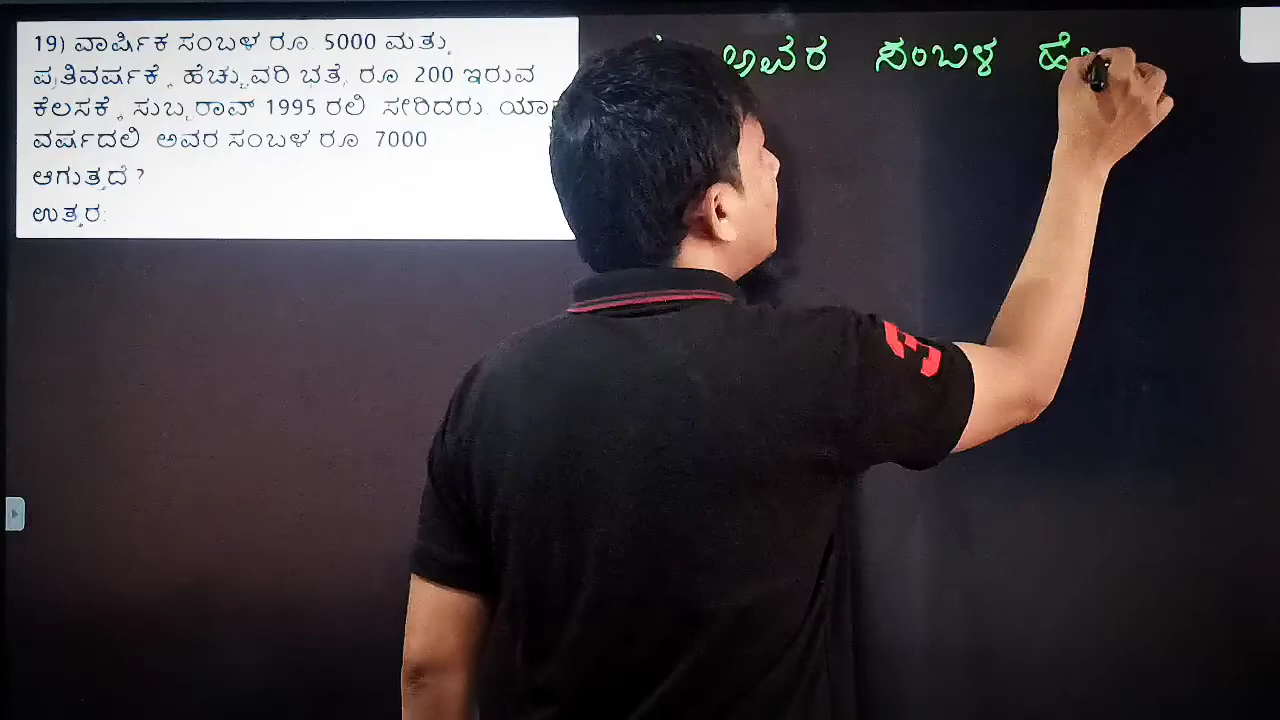 19) ವಾರ್ಷಿಕ ಸಂಬಳ ರೂ. 5000 ಮತ್ತು
ಪ್ರತಿವರ್ಷಕ್ಕೆ ಹೆಚ್ಚುವರಿ ಭತ್ತೆ ರೂ 200 ಇರುವ
ಕೆಲಸಕ್ಕೆ ಸುಬ್ಬರಾವ್ 1995 ರಲ್ಲಿ ಸೇರಿದರು.
ವರ್ಷದಲ್ಲಿ ಅವರ ಸಂಬಳ ರೂ 7000
ಆಗುತ್ತದೆ?
ಉತ್ತರ:
ಅವರ ಸಂಬಳ
3